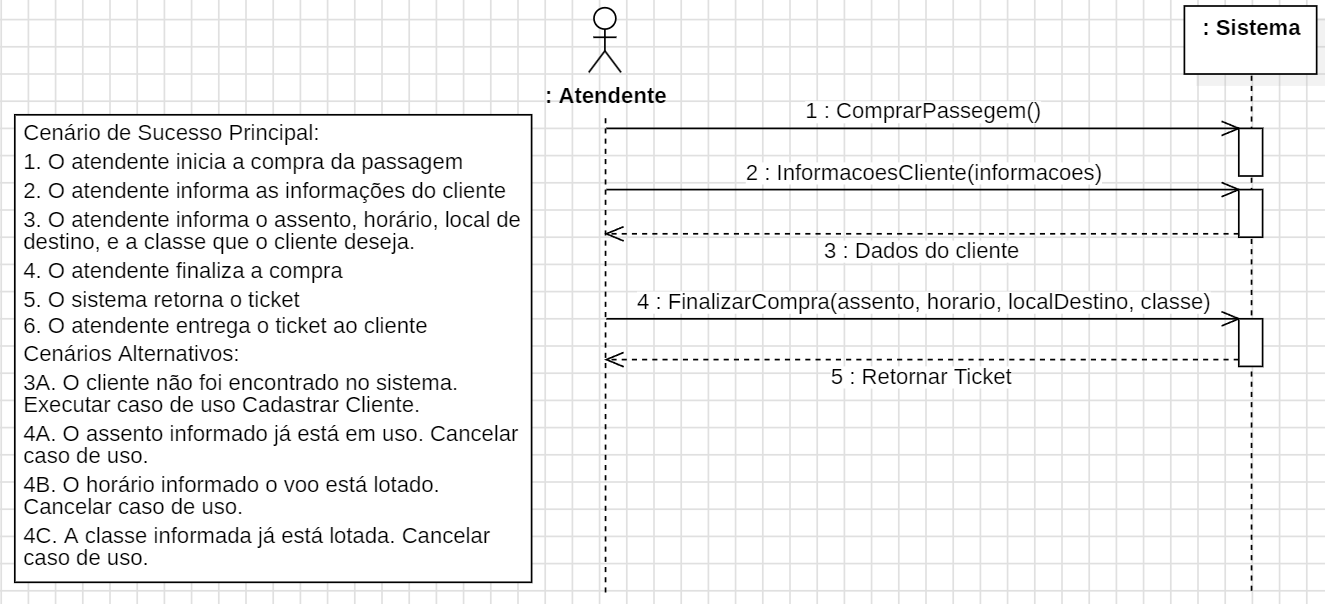 : Sistema
: Atendente
1 : ComprarPassegem()
2 : InformacoesCliente(informacoes)
3 : Dados do cliente
4 : FinalizarCompra(assento, horario, localDestino, classe)
5 : Retornar Ticket
Cenário de Sucesso Principal:
1. O atendente inicia a compra da passagem
2. O atendente informa as informações do cliente
3. O atendente informa o assento, horário, local de
destino, e a classe que o cliente deseja.
4. O atendente finaliza a compra
5. O sistema retorna o ticket
6. O atendente entrega o ticket ao cliente
Cenários Alternativos:
3A. O cliente não foi encontrado no sistema.
Executar caso de uso Cadastrar Cliente.
4A. O assento informado já está em uso. Cancelar
caso de uso.
4B. O horário informado o voo está lotado.
Cancelar caso de uso.
4C. A classe informada já está lotada. Cancelar
caso de uso.